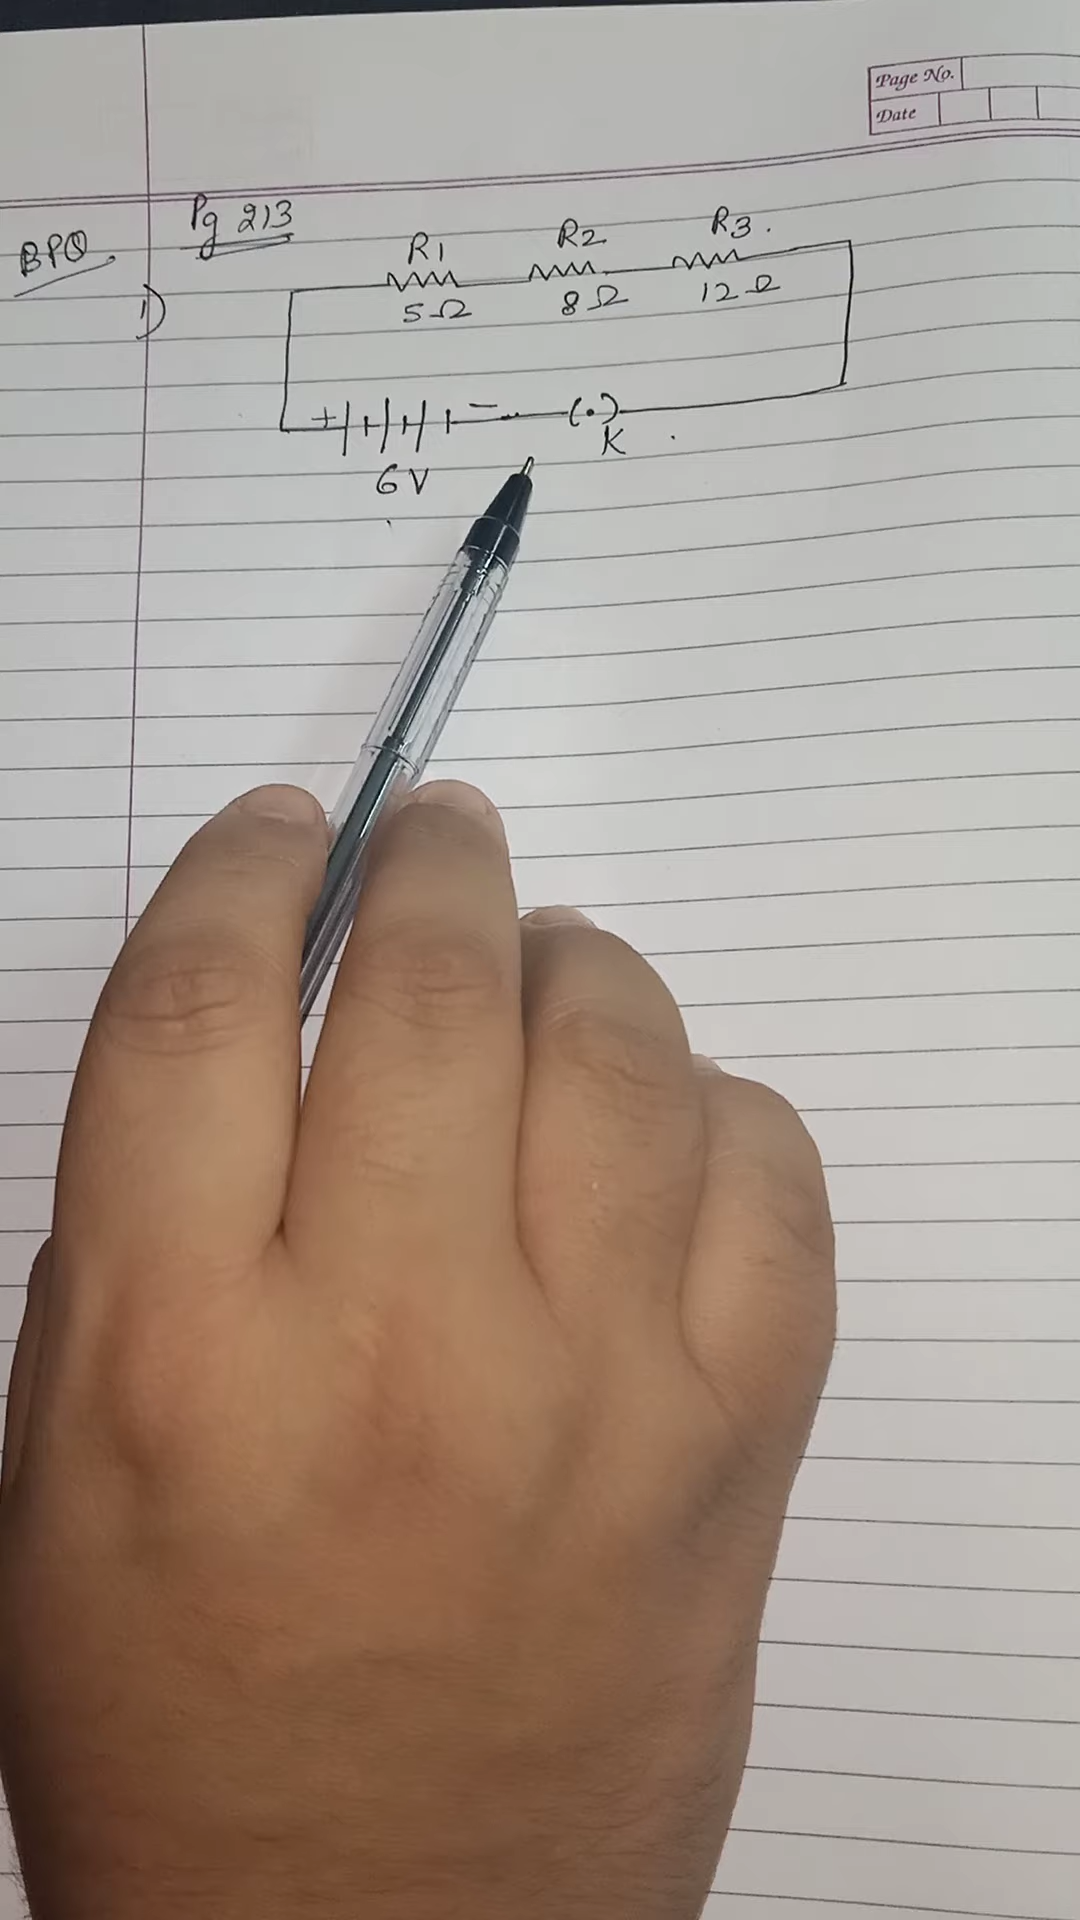 Page No.
Date
BPQ. Pg 213
1)
R1 R2 R3.
5Ω 8Ω 12Ω
+ - (.)
K
6V